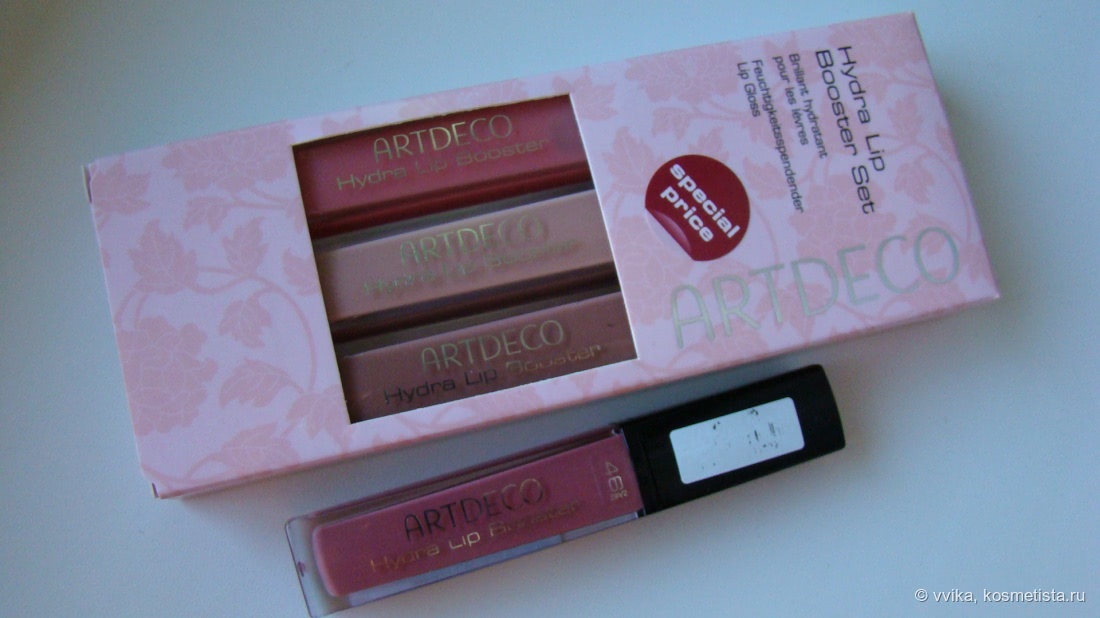 Hydra Lip
Booster Set
Brillant hydratant
pour les lèvres
Feuchtigkeitsspendender
Lip Gloss
special
price
ARTDECO
ARTDECO
Hydra Lip Booster
ARTDECO
Hydra Lip Booster
ARTDECO
Hydra Lip Booster
ARTDECO
Hydra Lip Booster
46
© vvika, kosmetista.ru